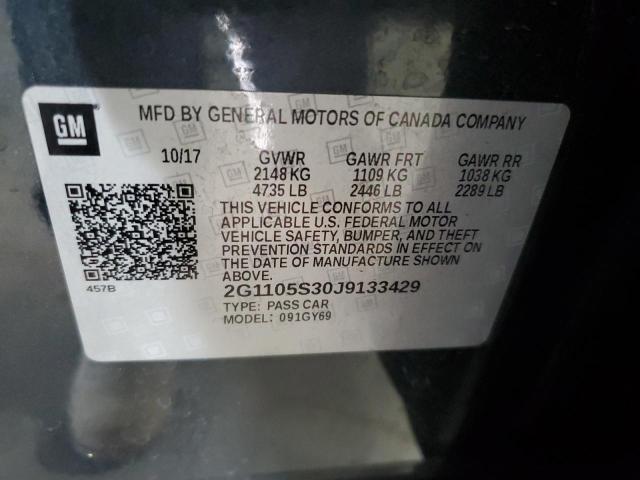 GM
MFD BY GENERAL MOTORS OF CANADA COMPANY
10/17 GVWR GAWR FRT GAWR RR
2148 KG 1109 KG 1038 KG
4735 LB 2446 LB 2289 LB
THIS VEHICLE CONFORMS TO ALL
APPLICABLE U.S. FEDERAL MOTOR
VEHICLE SAFETY, BUMPER, AND THEFT
PREVENTION STANDARDS IN EFFECT ON
THE DATE OF MANUFACTURE SHOWN
ABOVE.
457B
2G1105S30J9133429
TYPE: PASS CAR
MODEL: 091GY69